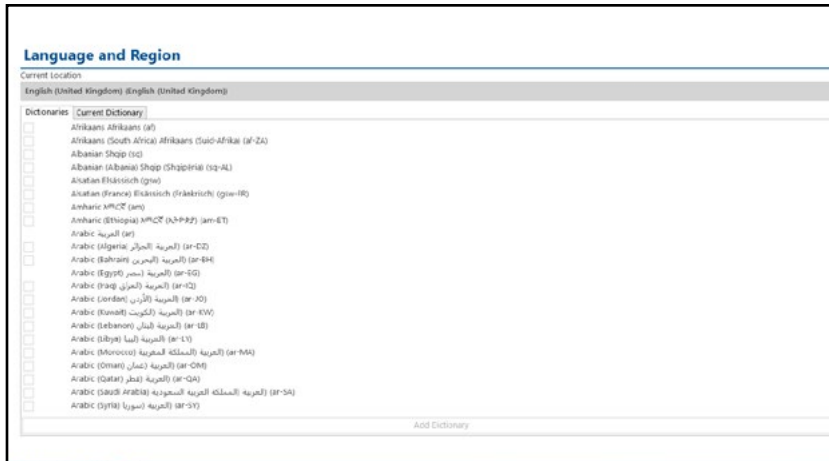 Language and Region
Current Location
English (United Kingdom) (English (United Kingdom))
Dictionaries Current Dictionary
Afrikaans Afrikaans (af)
Afrikaans (South Africa) Afrikaans (Suid-Afrika) (af-ZA)
Albanian Shqip (sq)
Albanian (Albania) Shqip (Shqipëria) (sq-AL)
Alsatian Elsässisch (gsw)
Alsatian (France) Elsässisch (Frànkrisch) (gsw-FR)
Amharic አማርኛ (am)
Amharic (Ethiopia) አማርኛ (ኢትዮጵያ) (am-ET)
Arabic العربية (ar)
Arabic (Algeria) العربية (الجزائر) (ar-DZ)
Arabic (Bahrain) العربية (البحرين) (ar-BH)
Arabic (Egypt) العربية (مصر) (ar-EG)
Arabic (Iraq) العربية (العراق) (ar-IQ)
Arabic (Jordan) العربية (الأردن) (ar-JO)
Arabic (Kuwait) العربية (الكويت) (ar-KW)
Arabic (Lebanon) العربية (لبنان) (ar-LB)
Arabic (Libya) العربية (ليبيا) (ar-LY)
Arabic (Morocco) العربية (المملكة المغربية) (ar-MA)
Arabic (Oman) العربية (عمان) (ar-OM)
Arabic (Qatar) العربية (قطر) (ar-QA)
Arabic (Saudi Arabia) العربية (المملكة العربية السعودية) (ar-SA)
Arabic (Syria) العربية (سوريا) (ar-SY)
Add Dictionary